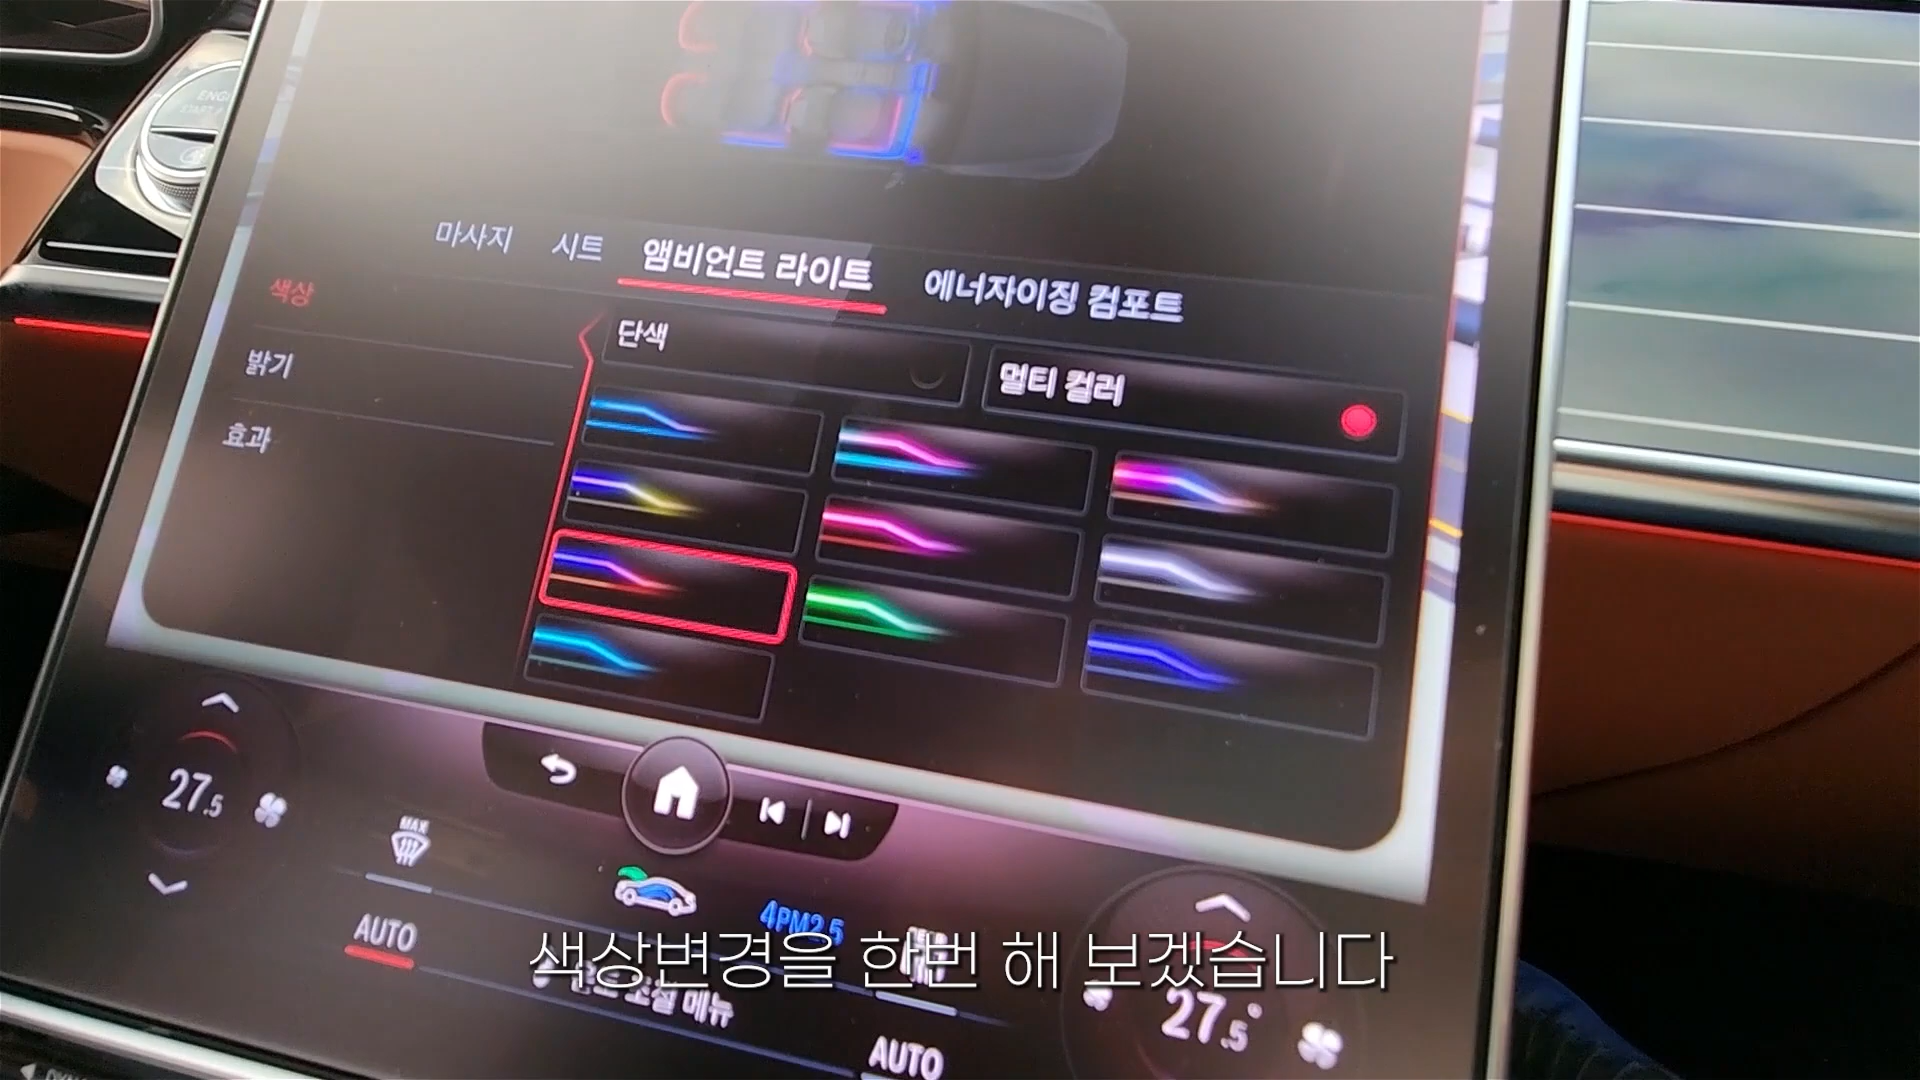 마사지 시트 앰비언트 라이트 에너자이징 컴포트
색상
밝기
효과
단색
멀티 컬러
27.5
MAX
AUTO
4PM2.5
메뉴
27.5°
AUTO
색상변경을 한번 해 보겠습니다